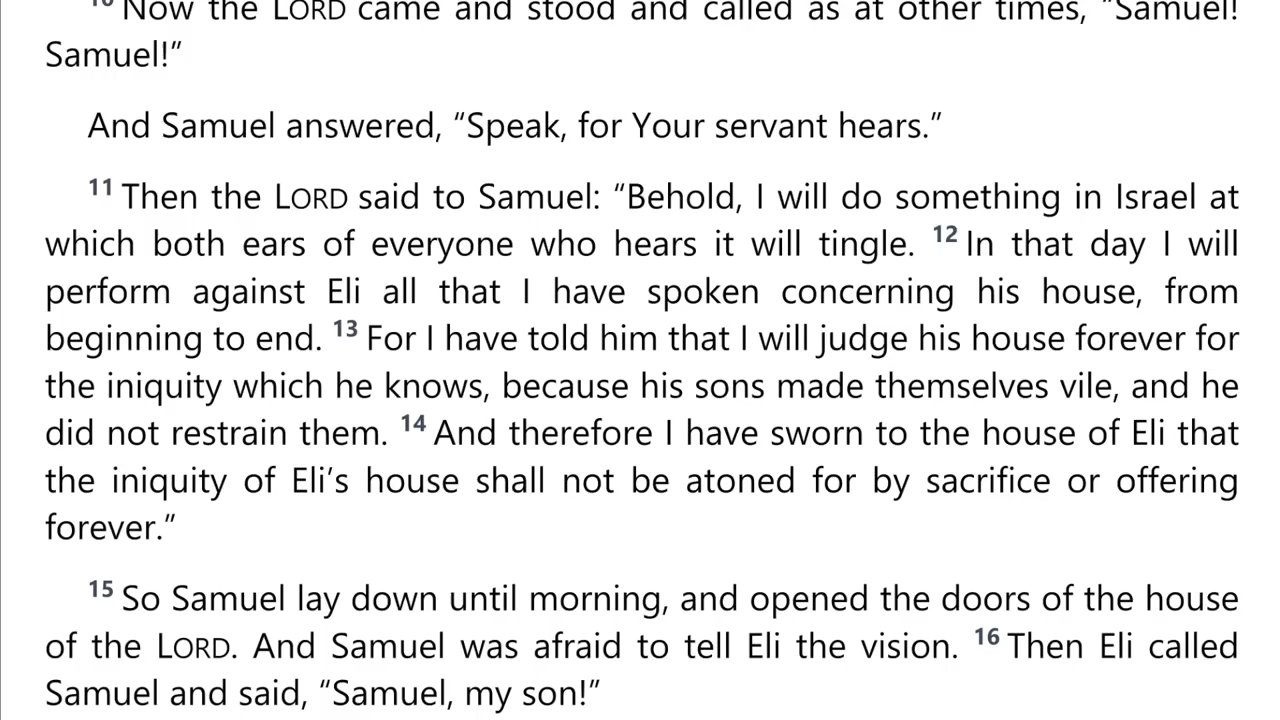 10 Now the LORD came and stood and called as at other times, “Samuel!
Samuel!”
And Samuel answered, “Speak, for Your servant hears.”
11 Then the LORD said to Samuel: “Behold, I will do something in Israel at
which both ears of everyone who hears it will tingle. 12 In that day I will
perform against Eli all that I have spoken concerning his house, from
beginning to end. 13 For I have told him that I will judge his house forever for
the iniquity which he knows, because his sons made themselves vile, and he
did not restrain them. 14 And therefore I have sworn to the house of Eli that
the iniquity of Eli’s house shall not be atoned for by sacrifice or offering
forever.”
15 So Samuel lay down until morning, and opened the doors of the house
of the LORD. And Samuel was afraid to tell Eli the vision. 16 Then Eli called
Samuel and said, “Samuel, my son!”